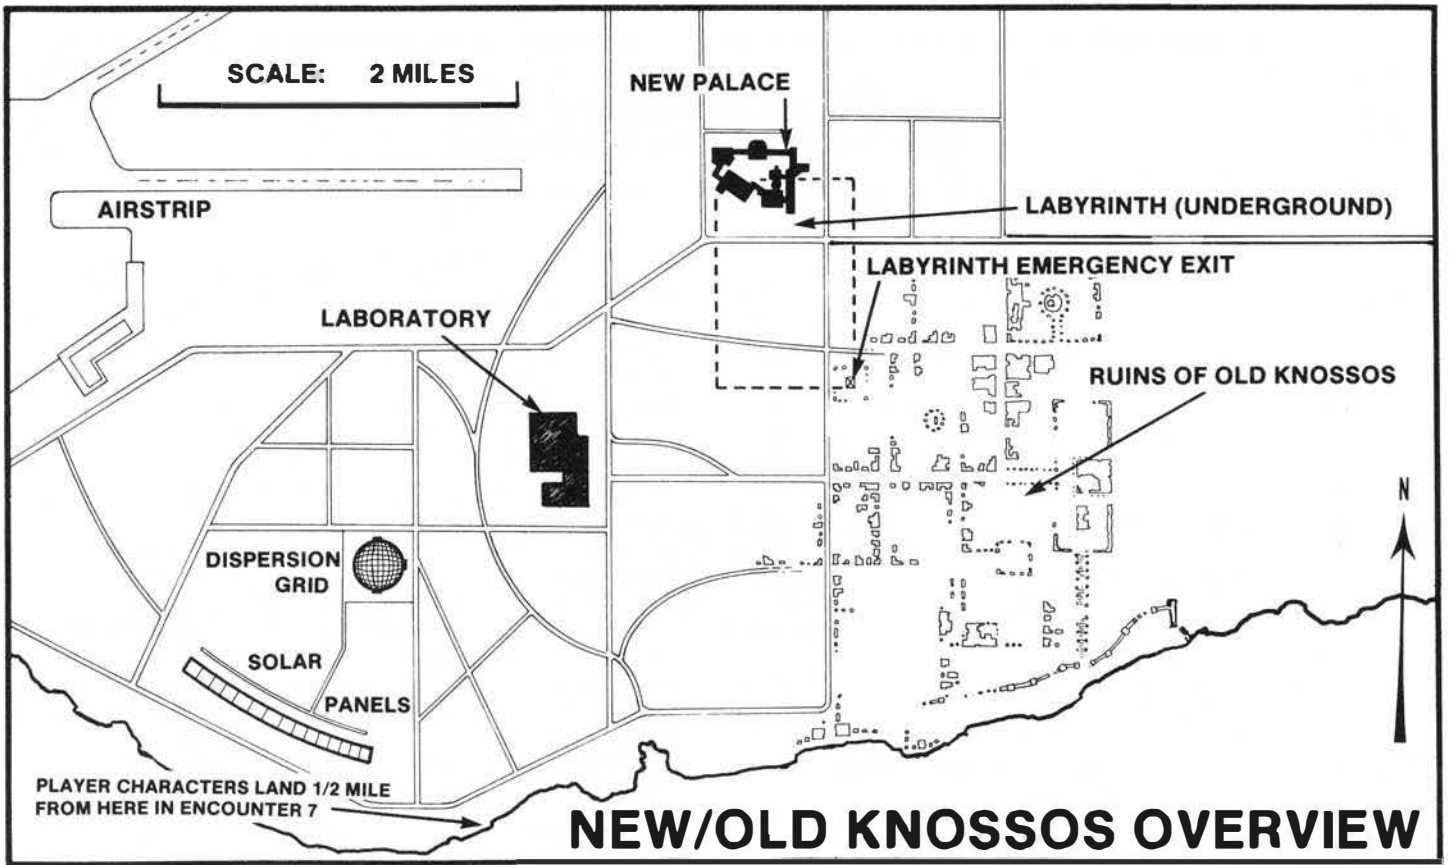 SCALE: 2 MILES
NEW PALACE
AIRSTRIP
LABYRINTH (UNDERGROUND)
LABYRINTH EMERGENCY EXIT
LABORATORY
RUINS OF OLD KNOSSOS
N
DISPERSION
GRID
SOLAR
PANELS
PLAYER CHARACTERS LAND 1/2 MILE
FROM HERE IN ENCOUNTER 7
NEW/OLD KNOSSOS OVERVIEW